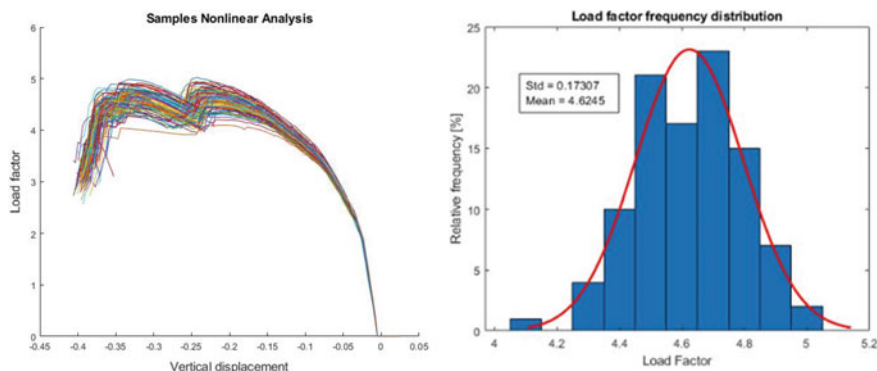 Samples Nonlinear Analysis
6
5
4
3
2
1
0
Load factor
-0.45 -0.4 -0.35 -0.3 -0.25 -0.2 -0.15 -0.1 -0.05 0 0.05
Vertical displacement
Load factor frequency distribution
25
20
15
10
5
0
Relative frequency [%]
Std = 0.17307
Mean = 4.6245
4 4.2 4.4 4.6 4.8 5 5.2
Load Factor